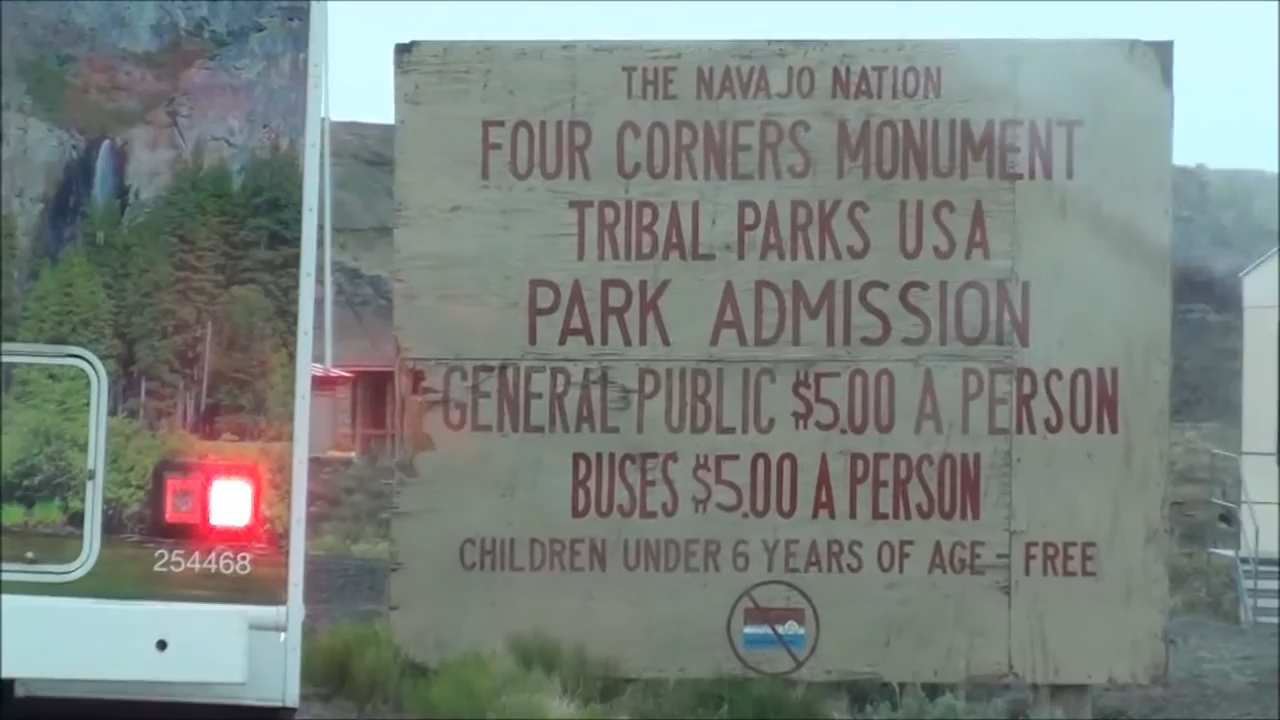 THE NAVAJO NATION
FOUR CORNERS MONUMENT
TRIBAL PARKS USA
PARK ADMISSION
GENERAL PUBLIC $5.00 A PERSON
BUSES $5.00 A PERSON
CHILDREN UNDER 6 YEARS OF AGE - FREE
254468